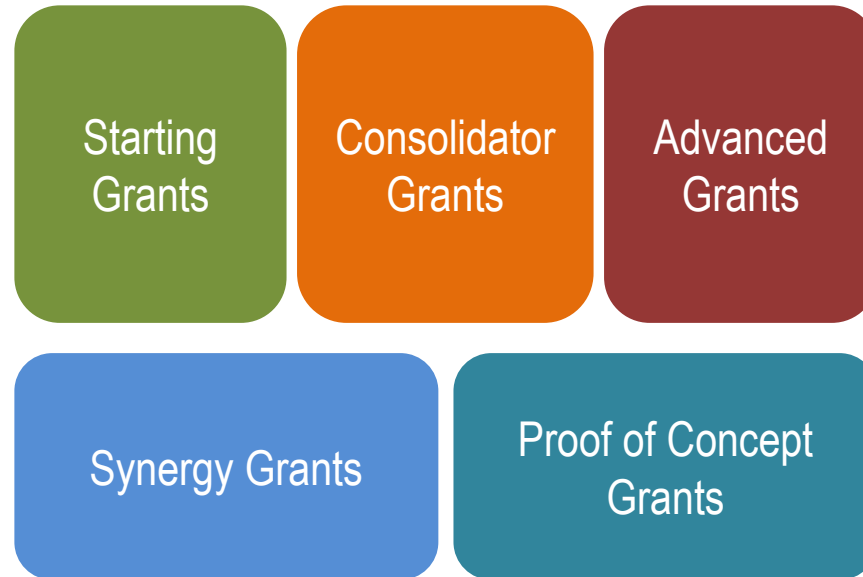 Starting
Grants
Consolidator
Grants
Advanced
Grants
Synergy Grants
Proof of Concept
Grants